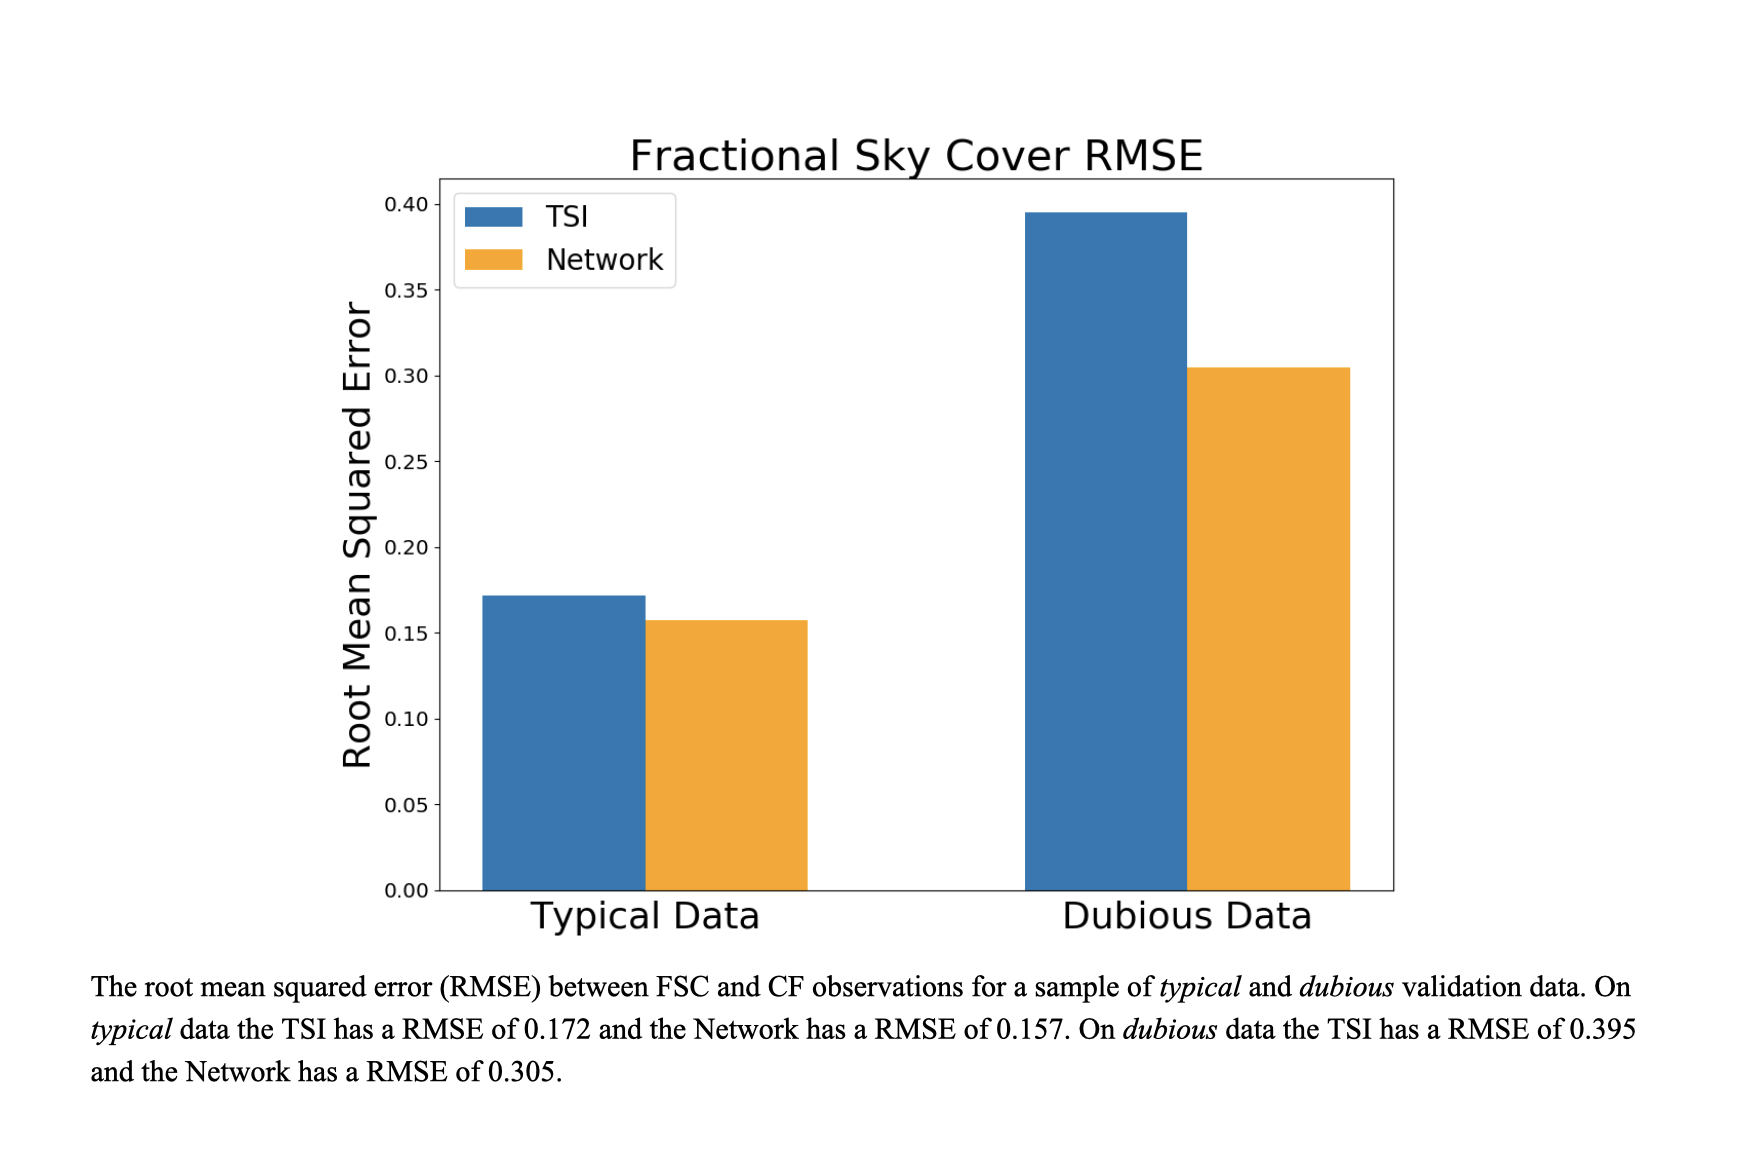 Fractional Sky Cover RMSE
TSI
Network
Root Mean Squared Error
0.40
0.35
0.30
0.25
0.20
0.15
0.10
0.05
0.00
Typical Data
Dubious Data
The root mean squared error (RMSE) between FSC and CF observations for a sample of typical and dubious validation data. On
typical data the TSI has a RMSE of 0.172 and the Network has a RMSE of 0.157. On dubious data the TSI has a RMSE of 0.395
and the Network has a RMSE of 0.305.